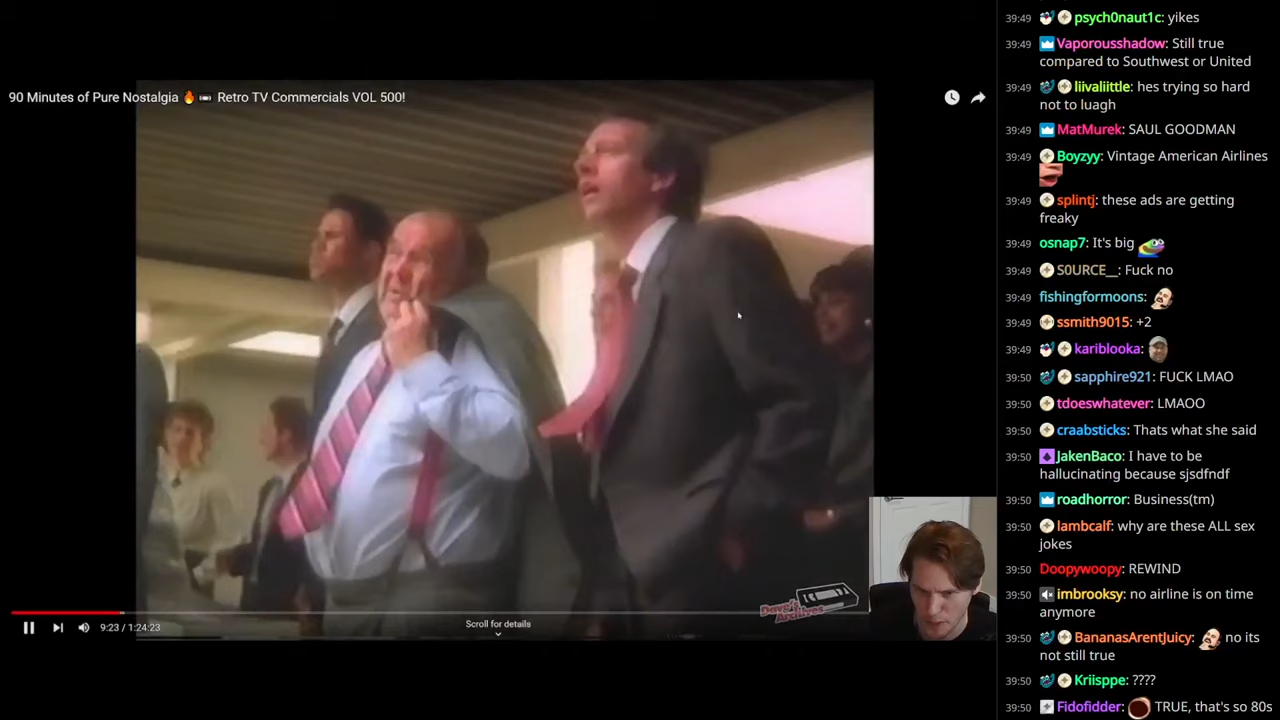 90 Minutes of Pure Nostalgia 🔥📼 Retro TV Commercials VOL 500!
Dave's
Archives
Scroll for details
9:23 / 1:24:23
39:49 psych0naut1c: yikes
39:49 Vaporousshadow: Still true
compared to Southwest or United
39:49 liivaliittle: hes trying so hard
not to luagh
39:49 MatMurek: SAUL GOODMAN
39:49 Boyzyy: Vintage American Airlines
39:49 splintj: these ads are getting
freaky
39:49 osnap7: It's big
39:49 S0URCE__: Fuck no
39:49 fishingformoons:
39:49 ssmith9015: +2
39:49 kariblooka:
39:50 sapphire921: FUCK LMAO
39:50 tdoeswhatever: LMAOO
39:50 craabsticks: Thats what she said
39:50 JakenBaco: I have to be
hallucinating because sjsdfndf
39:50 roadhorror: Business(tm)
39:50 lambcalf: why are these ALL sex
jokes
39:50 Doopywoopy: REWIND
39:50 imbrooksy: no airline is on time
anymore
39:50 BananasArentJuicy: no its
not still true
39:50 Kriisppe: ????
39:50 Fidofidder: TRUE, that's so 80s